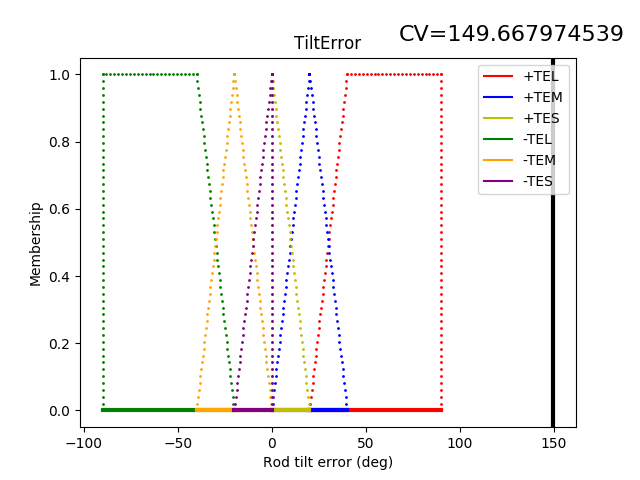 CV=149.667974539
TiltError
1.0
0.8
0.6
0.4
0.2
0.0
Membership
+TEL
+TEM
+TES
-TEL
-TEM
-TES
−100 −50 0 50 100 150
Rod tilt error (deg)